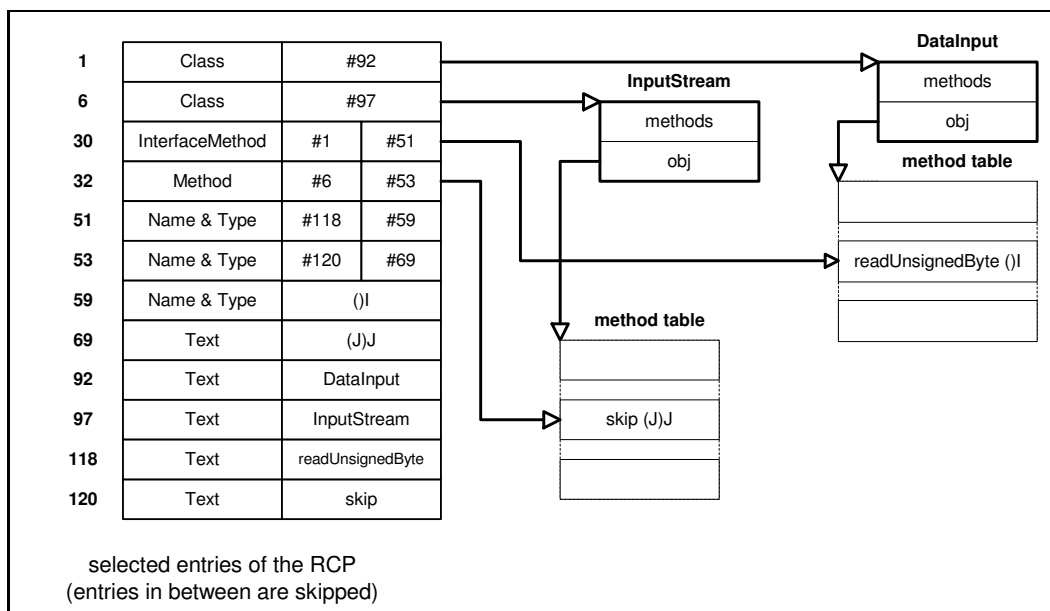 1 Class #92
6 Class #97
30 InterfaceMethod #1 #51
32 Method #6 #53
51 Name & Type #118 #59
53 Name & Type #120 #69
59 Name & Type ()I
69 Text (J)J
92 Text DataInput
97 Text InputStream
118 Text readUnsignedByte
120 Text skip
selected entries of the RCP
(entries in between are skipped)
InputStream
methods
obj
method table
skip (J)J
DataInput
methods
obj
method table
readUnsignedByte ()I